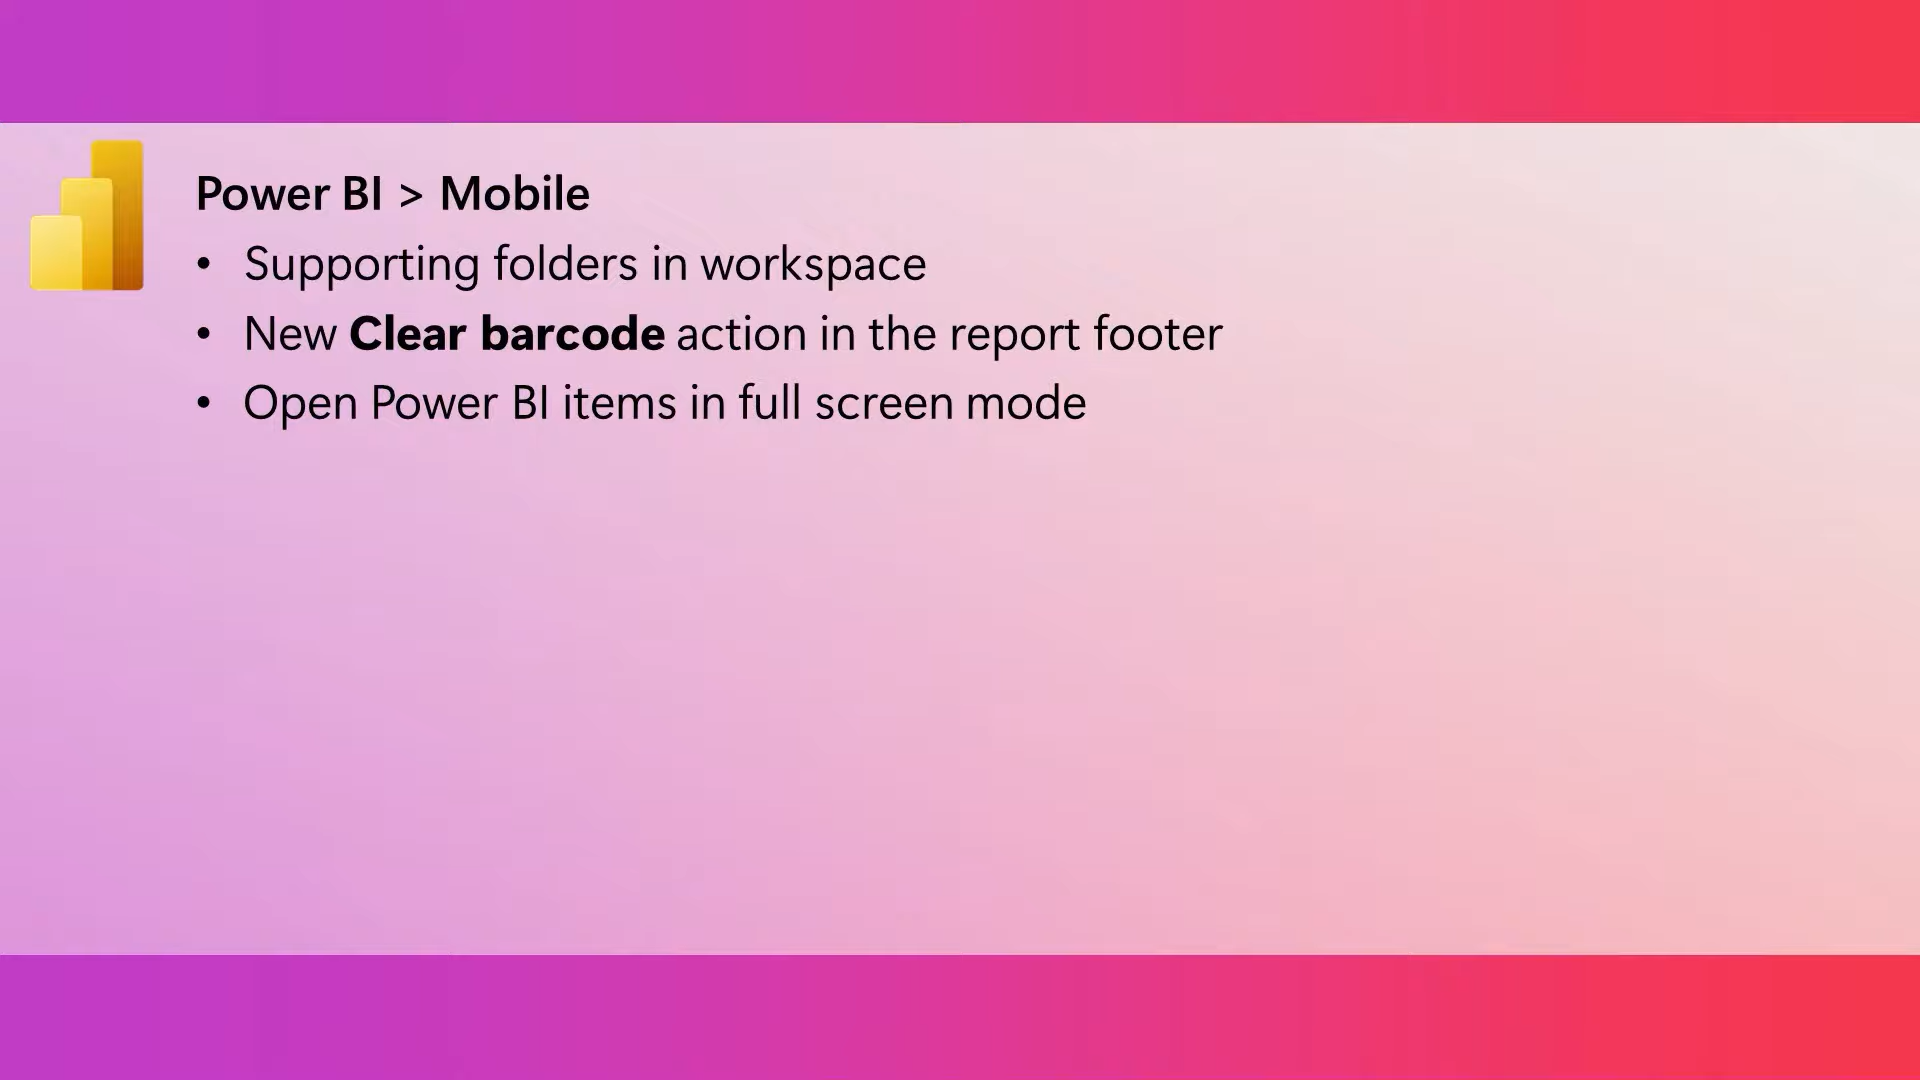 Power BI > Mobile
• Supporting folders in workspace
• New Clear barcode action in the report footer
• Open Power BI items in full screen mode